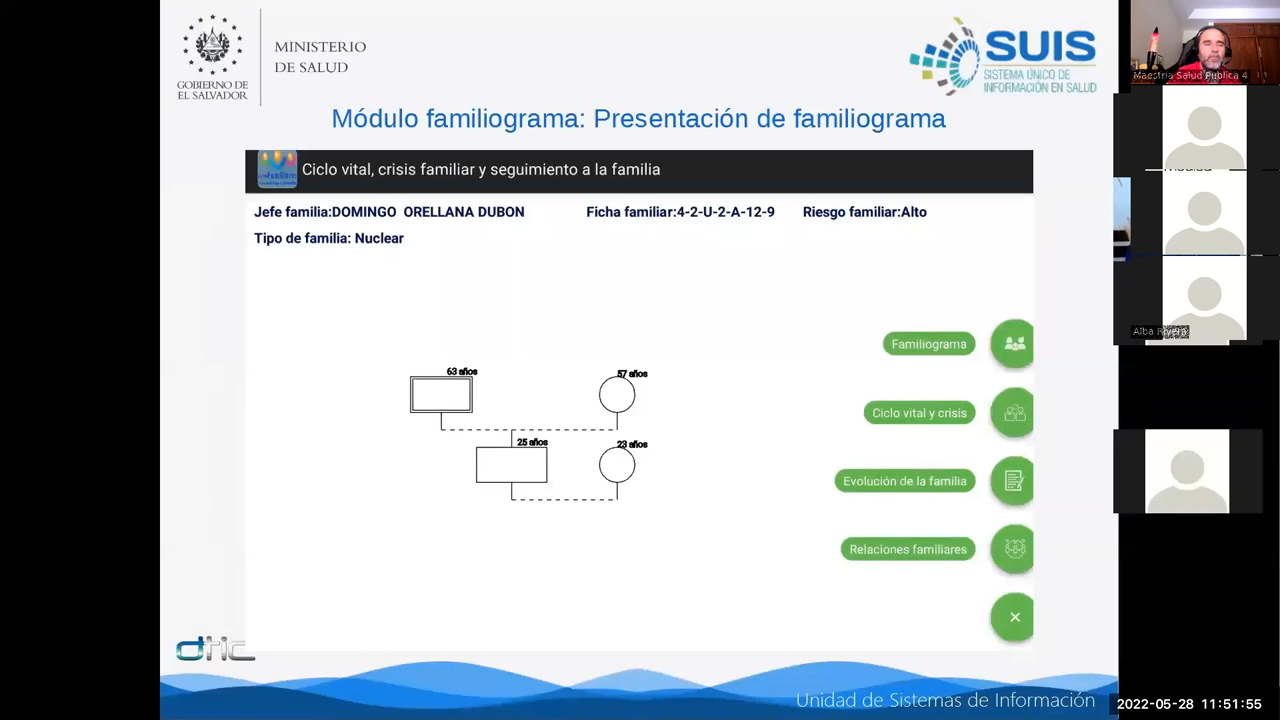 MINISTERIO
DE SALUD
GOBIERNO DE
EL SALVADOR
SUIS
SISTEMA ÚNICO DE
INFORMACIÓN EN SALUD
Módulo familiograma: Presentación de familiograma
Ciclo vital, crisis familiar y seguimiento a la familia
Jefe familia:DOMINGO ORELLANA DUBON
Ficha familiar:4-2-U-2-A-12-9
Riesgo familiar:Alto
Tipo de familia: Nuclear
63 años
57 años
25 años
23 años
Familiograma
Ciclo vital y crisis
Evolución de la familia
Relaciones familiares
dtic
Unidad de Sistemas de Información
Maestria Salud Publica 4
Alba
2022-05-28 11:51:55